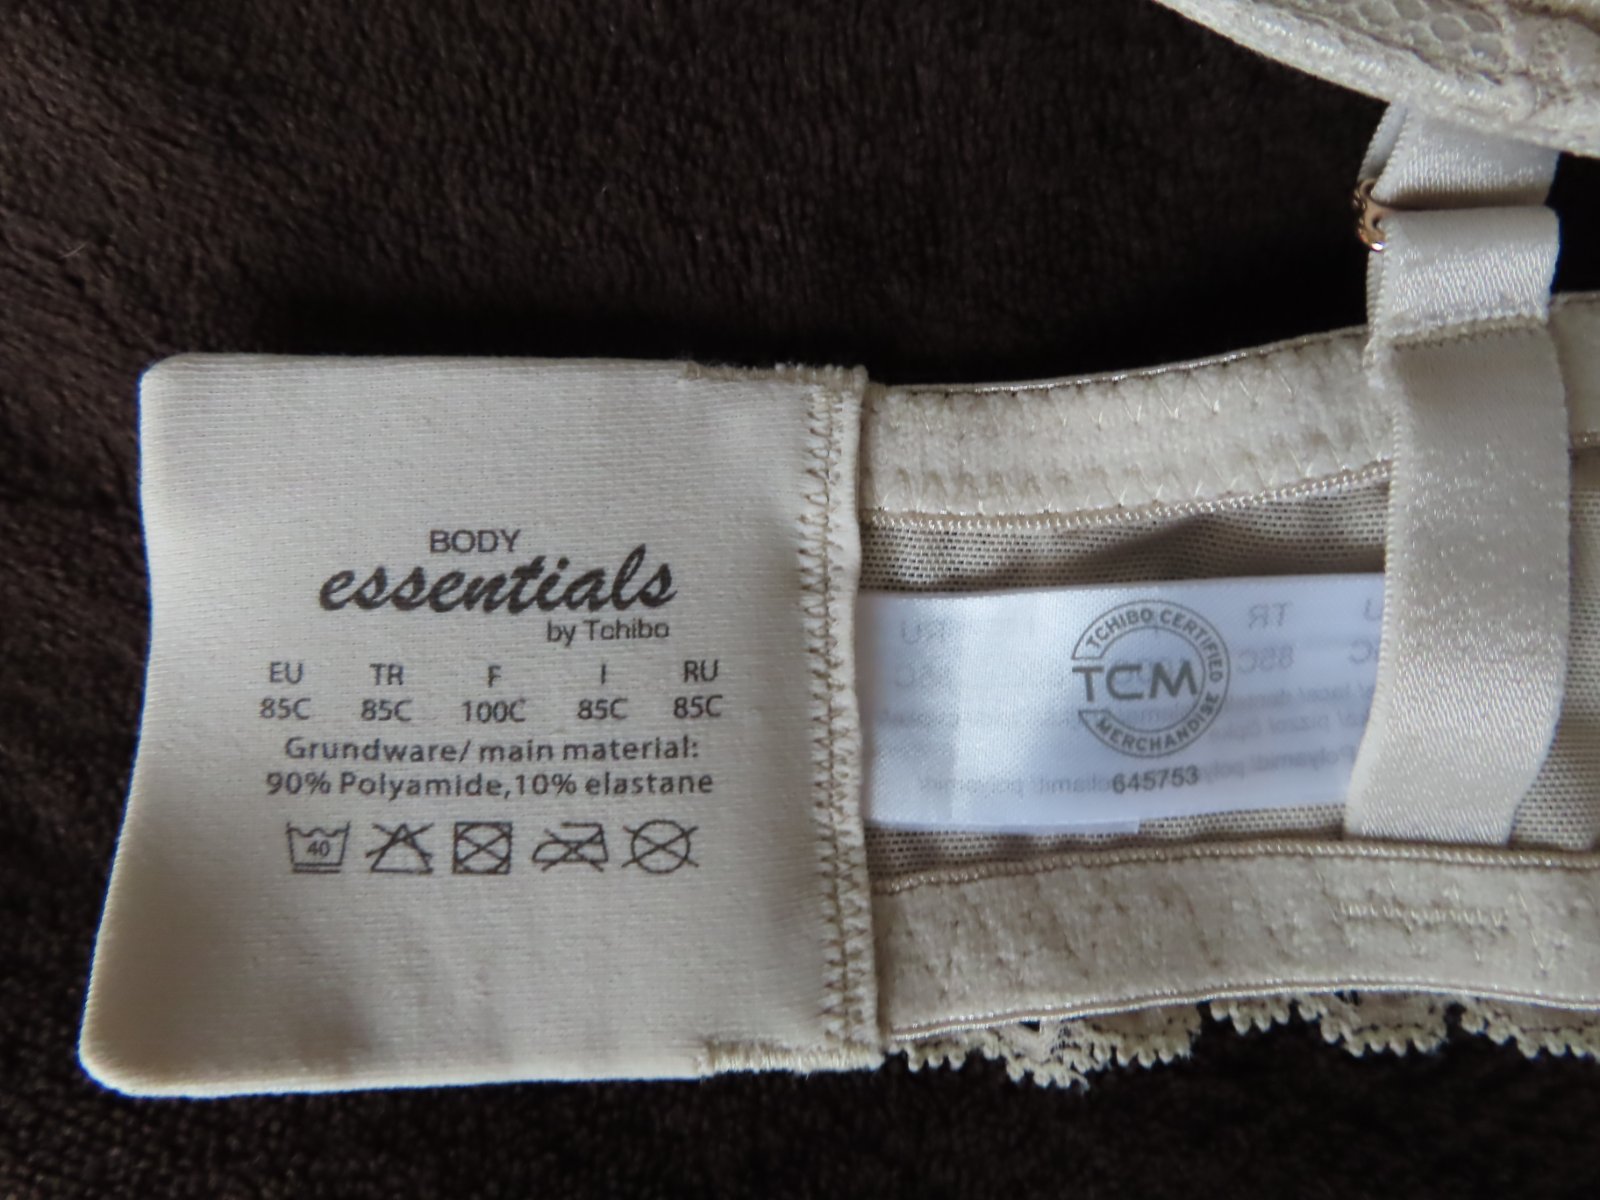 BODY
essentials
by Tchibo
EU TR F I RU
85C 85C 100C 85C 85C
Grundware/ main material:
90% Polyamide,10% elastane
40
TCHIBO CERTIFIED
TCM
MERCHANDISE
645753